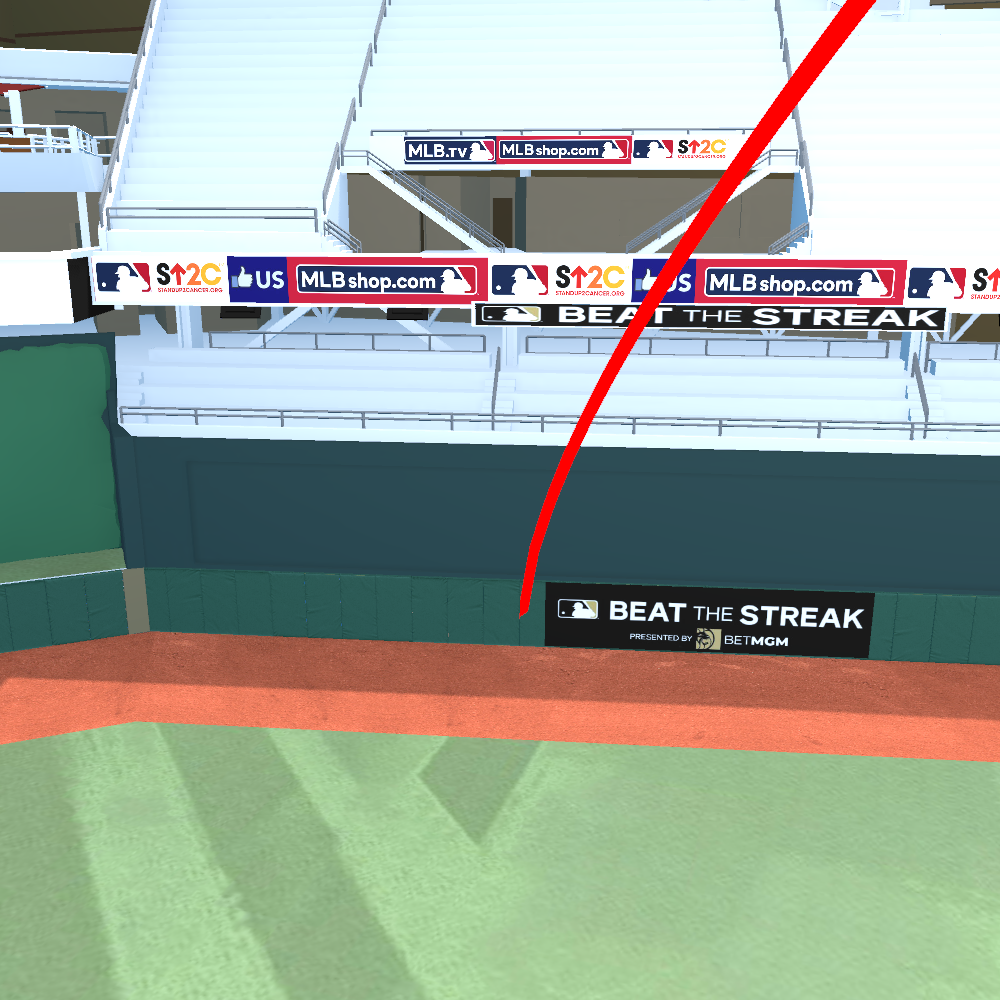 MLB.TV MLBshop.com S↑2C
STANDUP2CANCER.ORG
S↑2C US MLBshop.com S↑2C US MLBshop.com S
STANDUP2CANCER.ORG STANDUP2CANCER.ORG
BEAT THE STREAK
BEAT THE STREAK
PRESENTED BY BETMGM